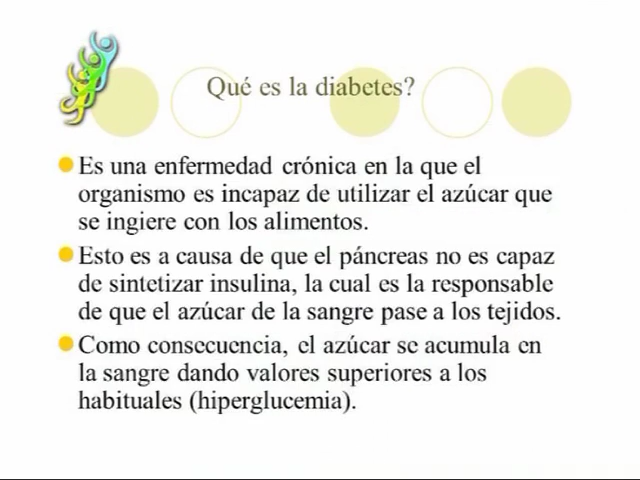 Qué es la diabetes?
Es una enfermedad crónica en la que el
organismo es incapaz de utilizar el azúcar que
se ingiere con los alimentos.
Esto es a causa de que el páncreas no es capaz
de sintetizar insulina, la cual es la responsable
de que el azúcar de la sangre pase a los tejidos.
Como consecuencia, el azúcar se acumula en
la sangre dando valores superiores a los
habituales (hiperglucemia).